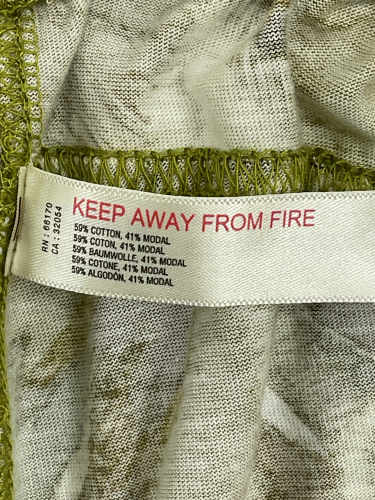 RN : 66170
CA : 32054
KEEP AWAY FROM FIRE
59% COTTON, 41% MODAL
59% COTON, 41% MODAL
59% BAUMWOLLE, 41% MODAL
59% COTONE, 41% MODAL
59% ALGODÓN, 41% MODAL